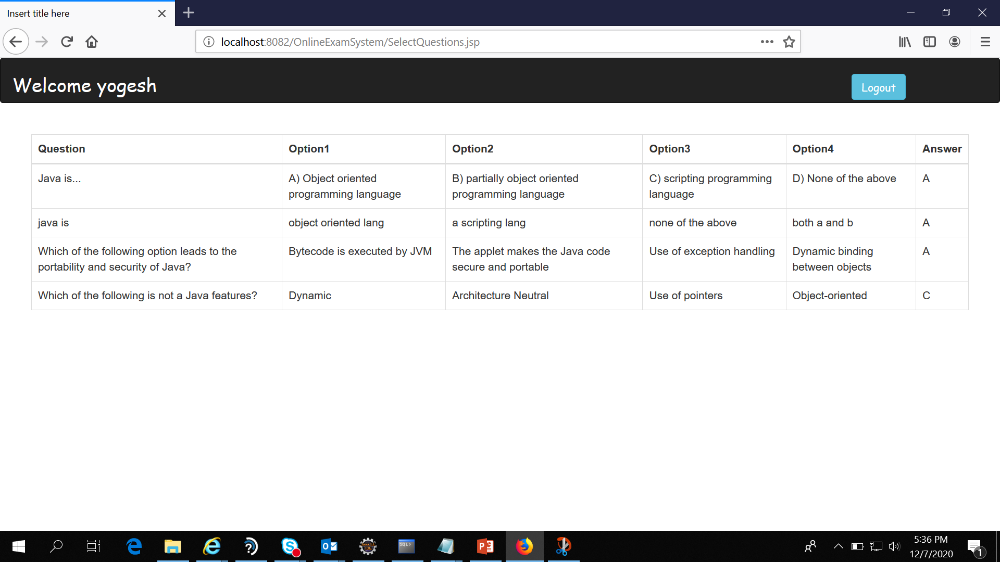 Insert title here
localhost:8082/OnlineExamSystem/SelectQuestions.jsp
Welcome yogesh
Logout
Question Option1 Option2 Option3 Option4 Answer
Java is... A) Object oriented B) partially object oriented C) scripting programming D) None of the above A
programming language programming language language
java is object oriented lang a scripting lang none of the above both a and b A
Which of the following option leads to the Bytecode is executed by JVM The applet makes the Java code Use of exception handling Dynamic binding A
portability and security of Java? secure and portable between objects
Which of the following is not a Java features? Dynamic Architecture Neutral Use of pointers Object-oriented C
5:36 PM
12/7/2020
1